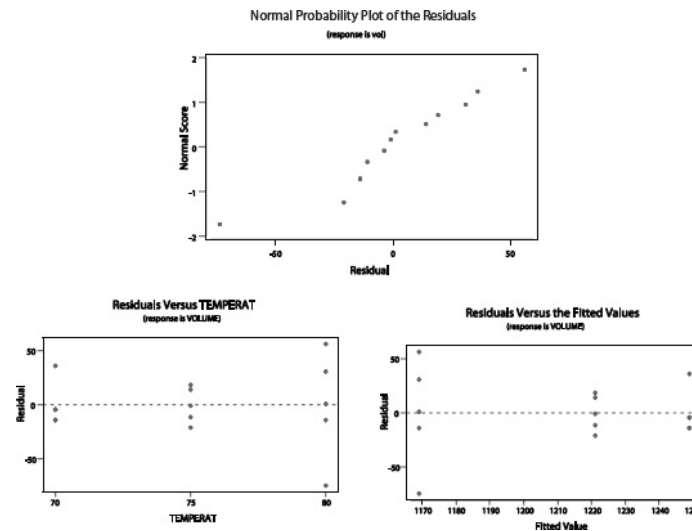 Normal Probability Plot of the Residuals
(response is vol)
2
1
0
-1
-2
Normal Score
-50
0
50
Residual
Residuals Versus TEMPERAT
(response is VOLUME)
50
0
-50
Residual
70
75
80
TEMPERAT
Residuals Versus the Fitted Values
(response is VOLUME)
50
0
-50
Residual
1170
1180
1190
1200
1210
1220
1230
1240
Fitted Value